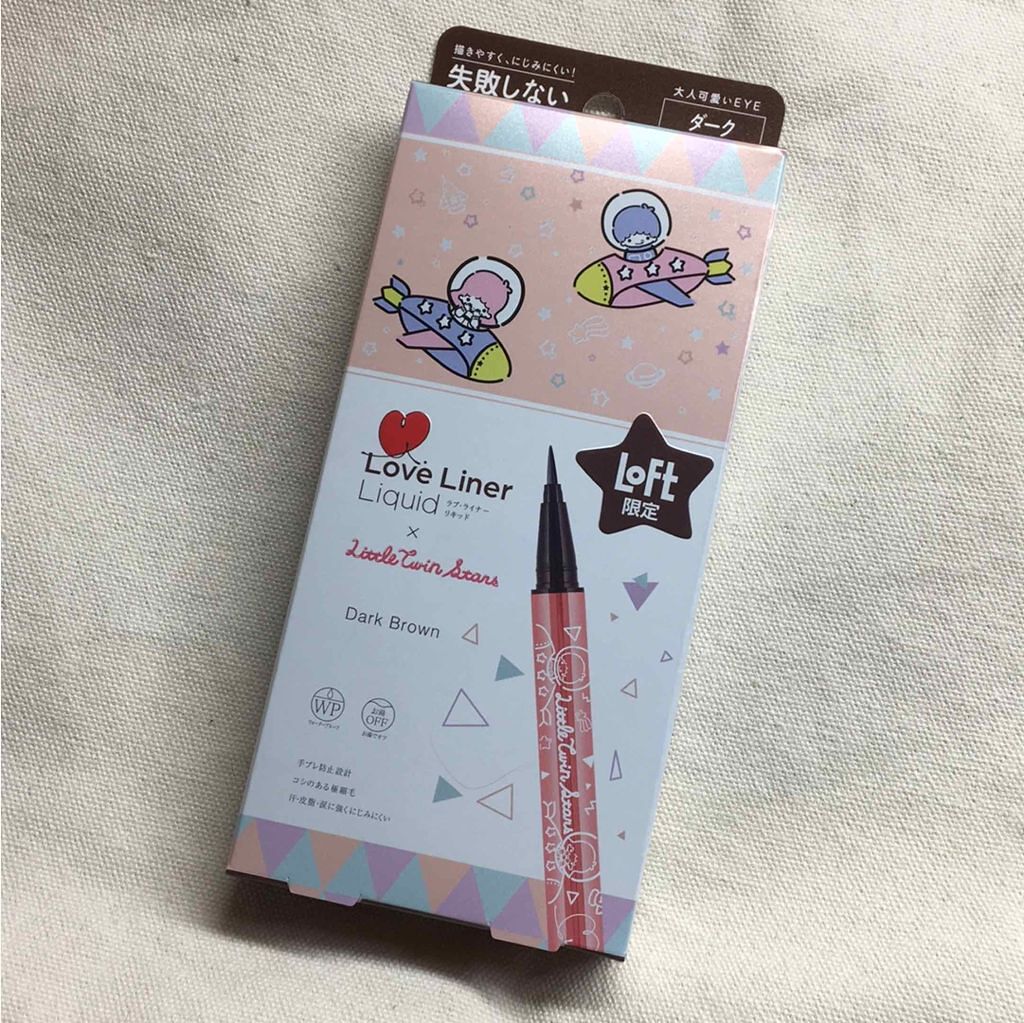 描きやすく、にじみにくい!
失敗しない
大人可愛いEYE
ダーク
Loft
限定
Love Liner
Liquid ラブ・ライナー
リキッド
×
Little Twin Stars
Dark Brown
WP
ウォータープルーフ
お湯
OFF
お湯でオフ
手ブレ防止設計
コシのある極細毛
汗・皮脂・涙に強くにじみにくい
Little Twin Stars